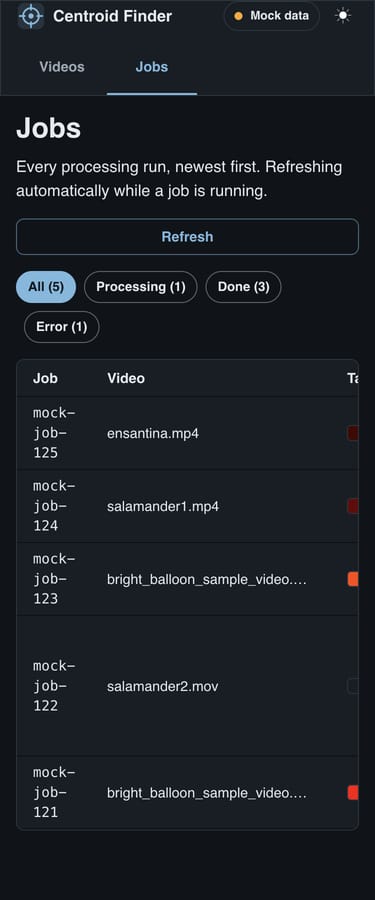 Centroid Finder
Mock data
Videos
Jobs
Jobs
Every processing run, newest first. Refreshing
automatically while a job is running.
Refresh
All (5)
Processing (1)
Done (3)
Error (1)
Job
Video
Ta
mock-
job-
125
ensantina.mp4
mock-
job-
124
salamander1.mp4
mock-
job-
123
bright_balloon_sample_video.…
mock-
job-
122
salamander2.mov
mock-
job-
121
bright_balloon_sample_video.…